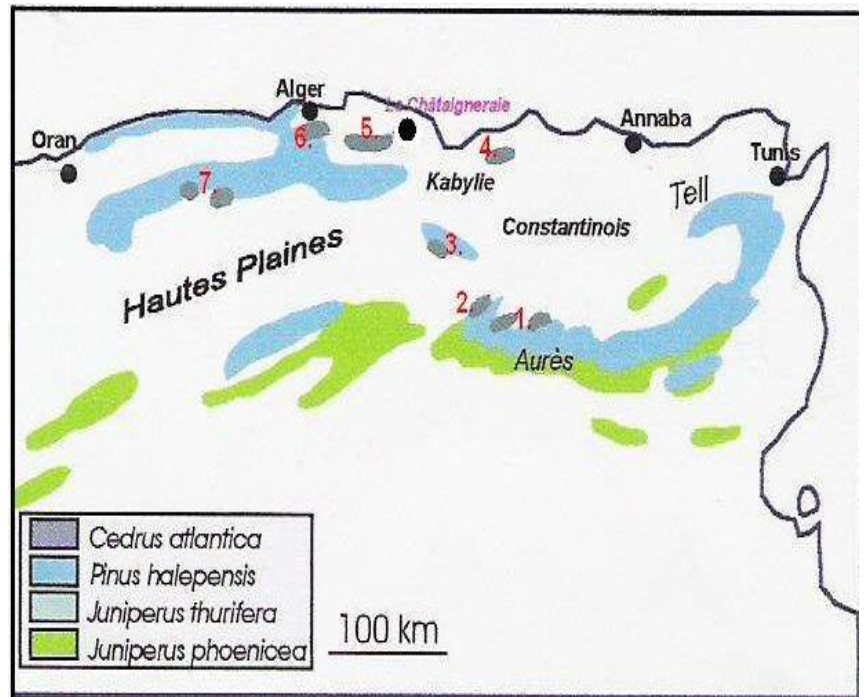 Alger
La Châtaigneraie
Oran
Annaba
Tunis
6.
5.
4.
Kabylie
Tell
7.
Constantinois
3.
Hautes Plaines
2.
1.
Aurès
Cedrus atlantica
Pinus halepensis
Juniperus thurifera
Juniperus phoenicea
100 km